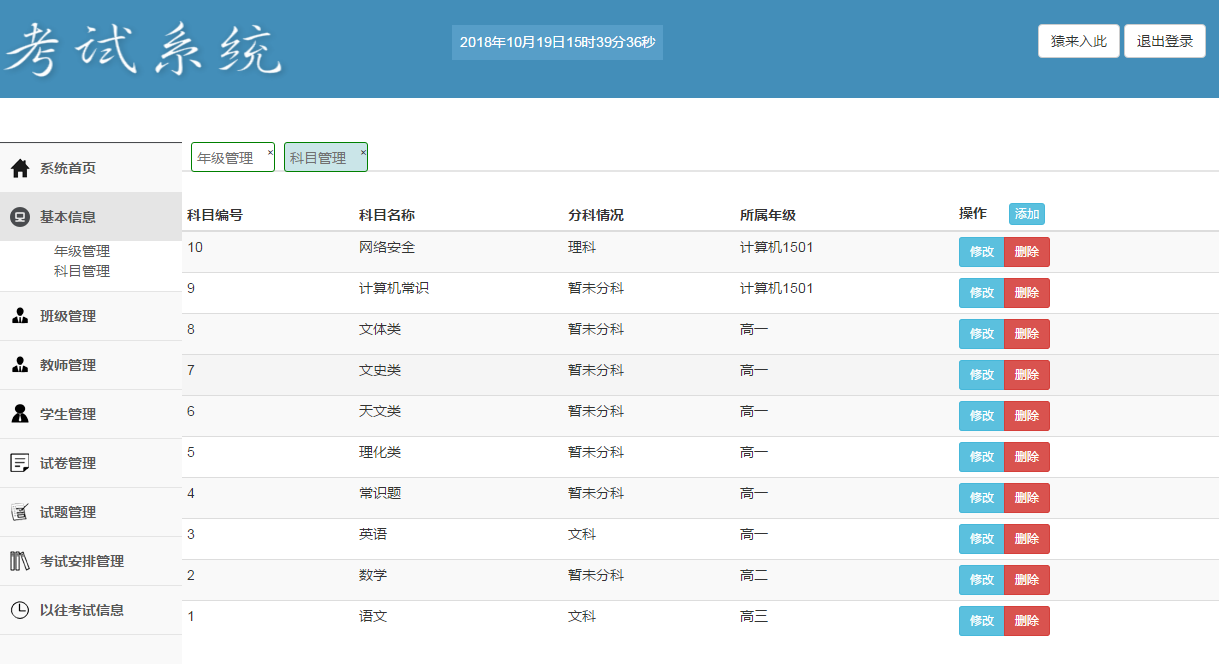 考试系统
2018年10月19日15时39分36秒
猿来入此
退出登录
系统首页
基本信息
年级管理
科目管理
班级管理
教师管理
学生管理
试卷管理
试题管理
考试安排管理
以往考试信息
年级管理 ×
科目管理 ×
科目编号 科目名称 分科情况 所属年级 操作 添加
10 网络安全 理科 计算机1501 修改 删除
9 计算机常识 暂未分科 计算机1501 修改 删除
8 文体类 暂未分科 高一 修改 删除
7 文史类 暂未分科 高一 修改 删除
6 天文类 暂未分科 高一 修改 删除
5 理化类 暂未分科 高一 修改 删除
4 常识题 暂未分科 高一 修改 删除
3 英语 文科 高一 修改 删除
2 数学 暂未分科 高二 修改 删除
1 语文 文科 高三 修改 删除